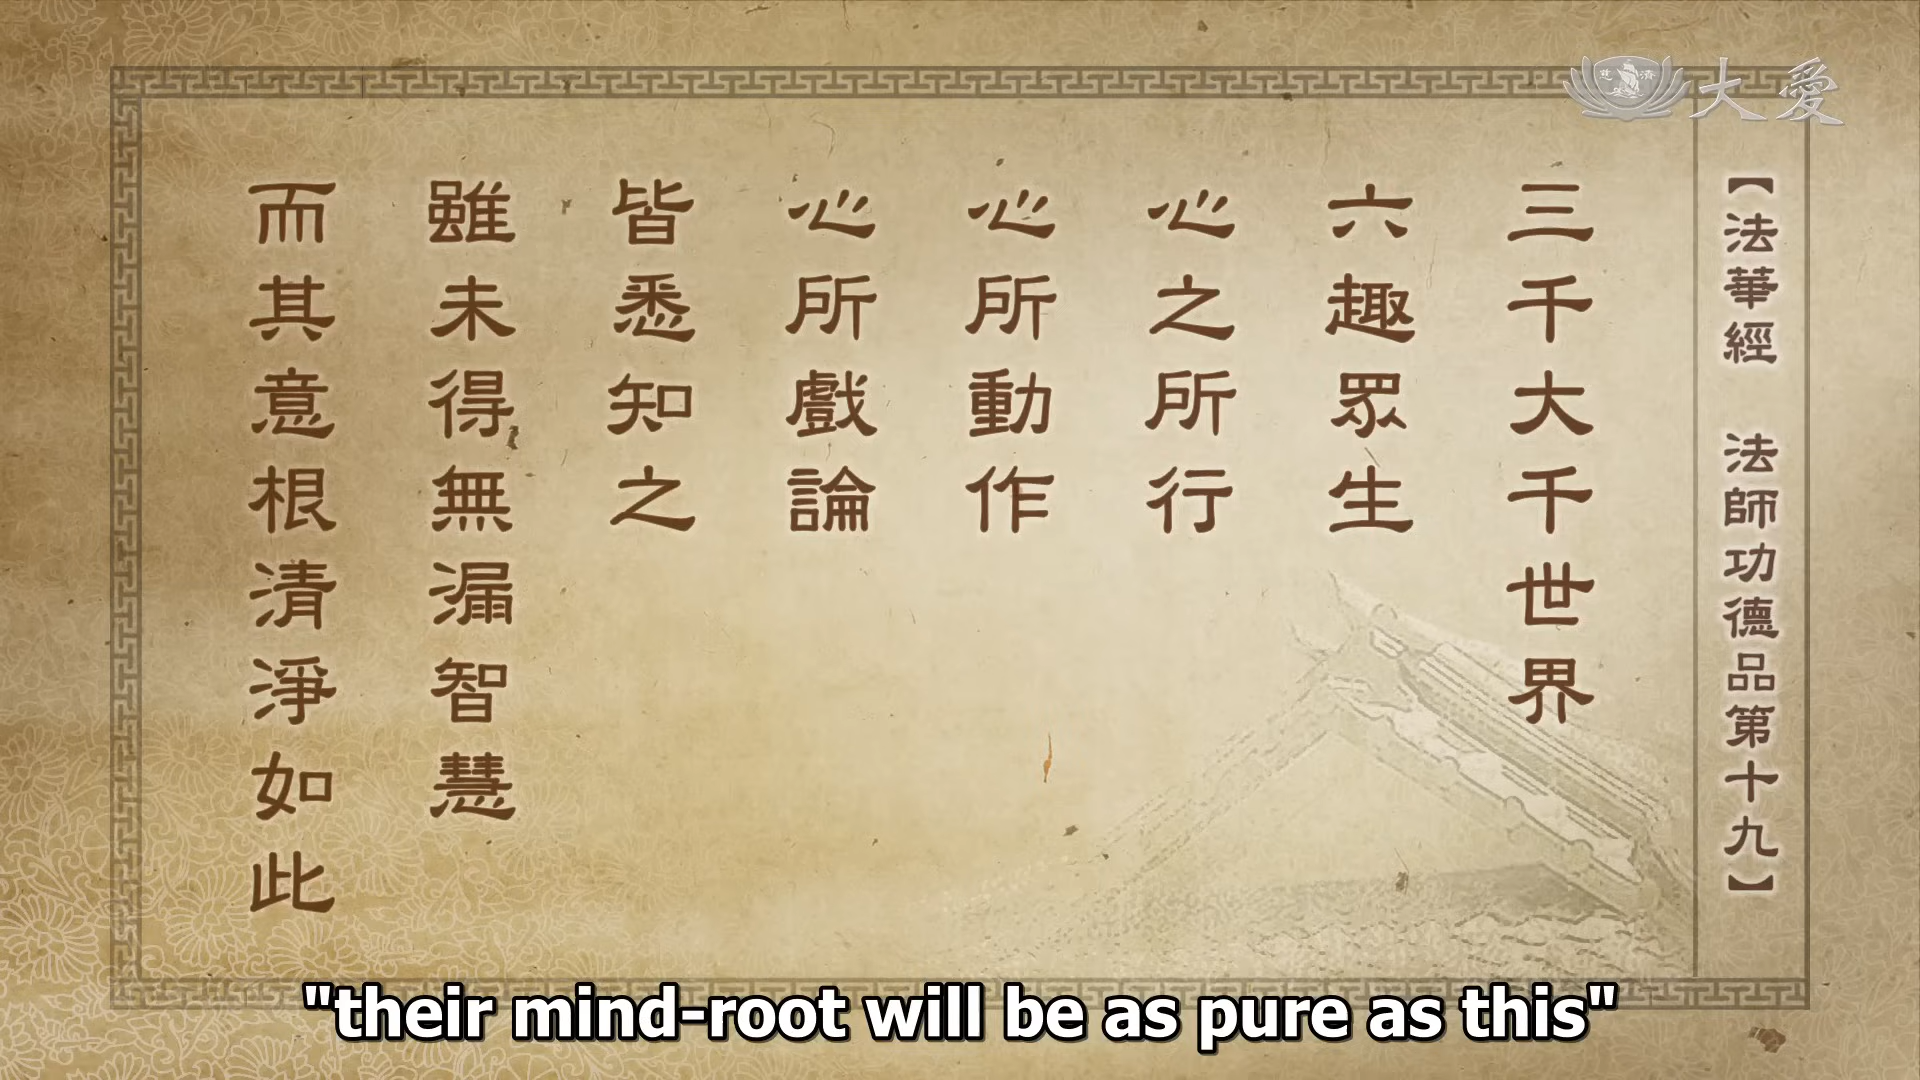 慈濟
大愛
【法華經 法師功德品第十九】
三千大千世界
六趣眾生
心之所行
心所動作
心所戲論
皆悉知之
雖未得無漏智慧
而其意根清淨如此
"their mind-root will be as pure as this"